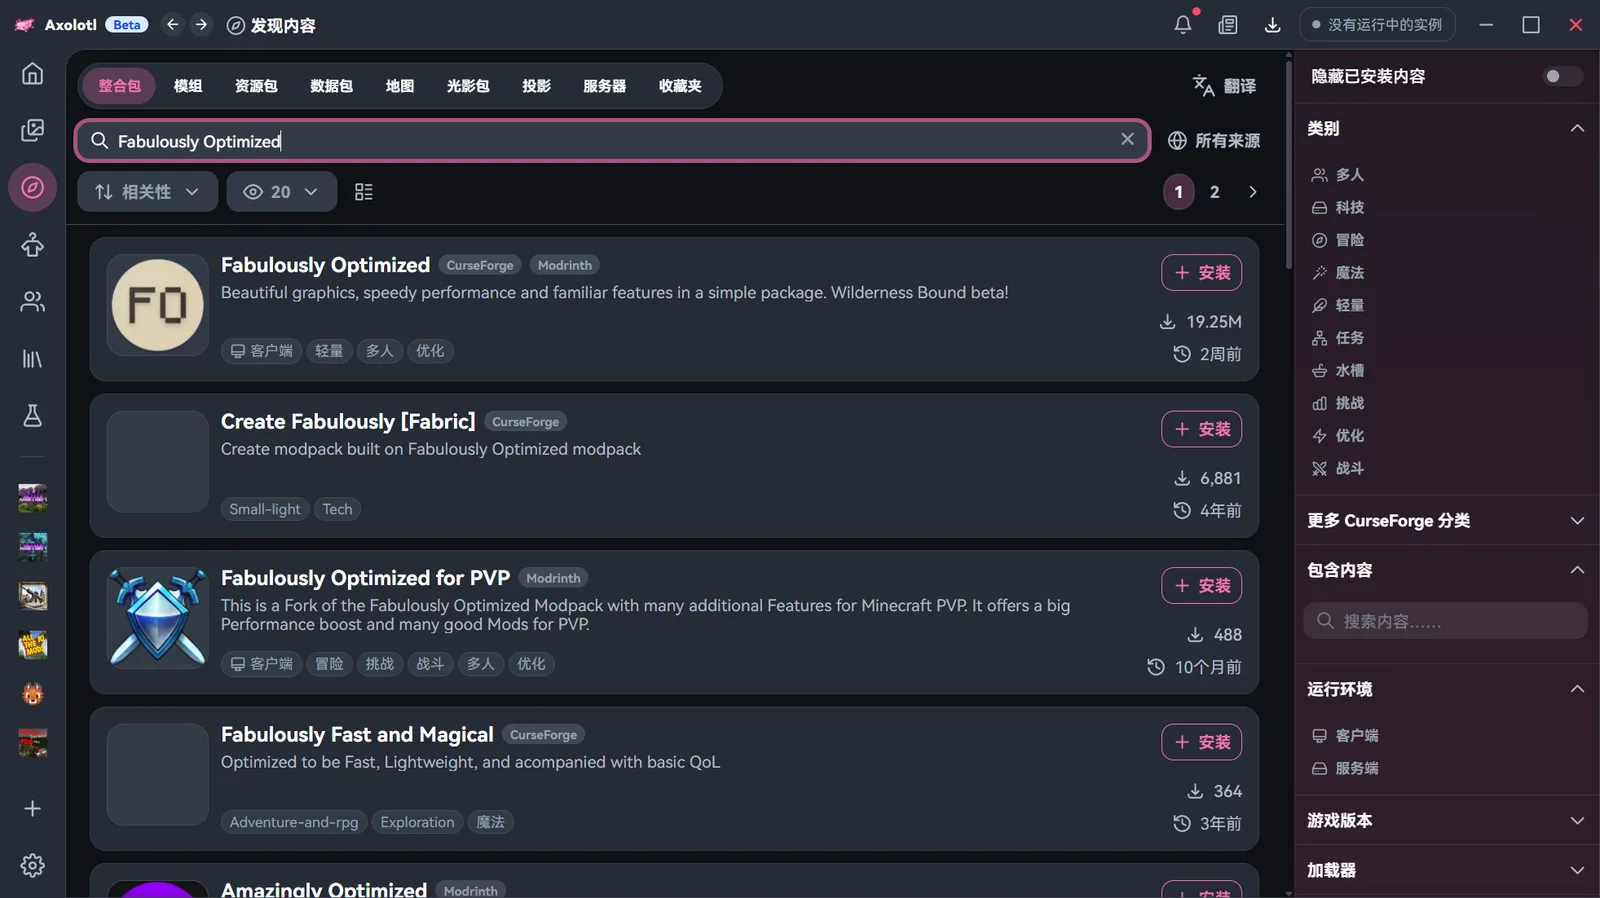 Axolotl Beta 发现内容 没有运行中的实例
整合包 模组 资源包 数据包 地图 光影包 投影 服务器 收藏夹 翻译
Fabulously Optimized 所有来源
相关性 20 1 2
Fabulously Optimized CurseForge Modrinth 安装
Beautiful graphics, speedy performance and familiar features in a simple package. Wilderness Bound beta!
19.25M
客户端 轻量 多人 优化 2周前
Create Fabulously [Fabric] CurseForge 安装
Create modpack built on Fabulously Optimized modpack
6,881
Small-light Tech 4年前
Fabulously Optimized for PVP Modrinth 安装
This is a Fork of the Fabulously Optimized Modpack with many additional Features for Minecraft PVP. It offers a big
Performance boost and many good Mods for PVP.
488
客户端 冒险 挑战 战斗 多人 优化 10个月前
Fabulously Fast and Magical CurseForge 安装
Optimized to be Fast, Lightweight, and acompanied with basic QoL
364
Adventure-and-rpg Exploration 魔法 3年前
Amazingly Optimized Modrinth 安装
隐藏已安装内容
类别
多人
科技
冒险
魔法
轻量
任务
水槽
挑战
优化
战斗
更多 CurseForge 分类
包含内容
搜索内容......
运行环境
客户端
服务端
游戏版本
加载器
FO
ALL
THE
MODS